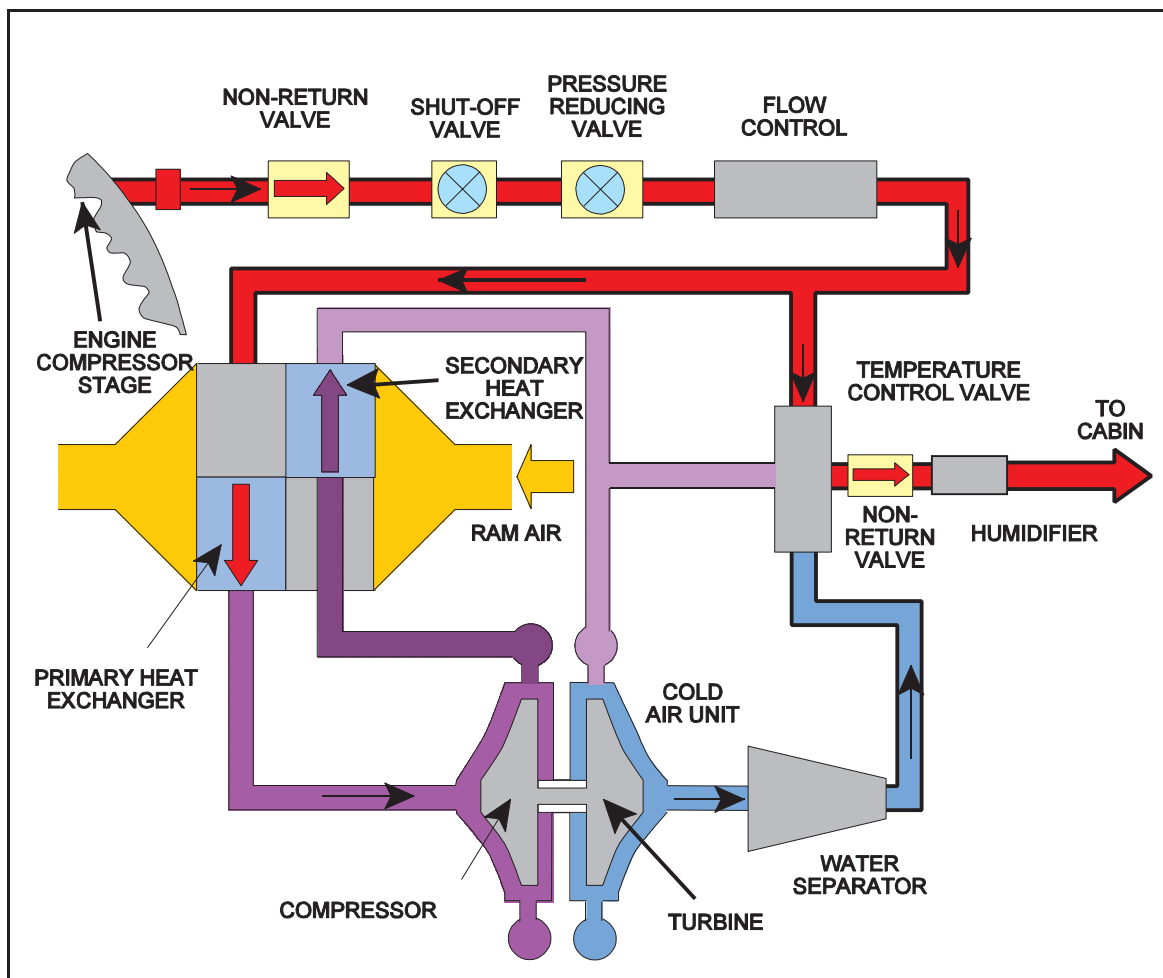 NON-RETURN
VALVE
SHUT-OFF
VALVE
PRESSURE
REDUCING
VALVE
FLOW
CONTROL
ENGINE
COMPRESSOR
STAGE
SECONDARY
HEAT
EXCHANGER
TEMPERATURE
CONTROL VALVE
TO
CABIN
RAM AIR
NON-
RETURN
VALVE
HUMIDIFIER
PRIMARY HEAT
EXCHANGER
COLD
AIR UNIT
COMPRESSOR
TURBINE
WATER
SEPARATOR